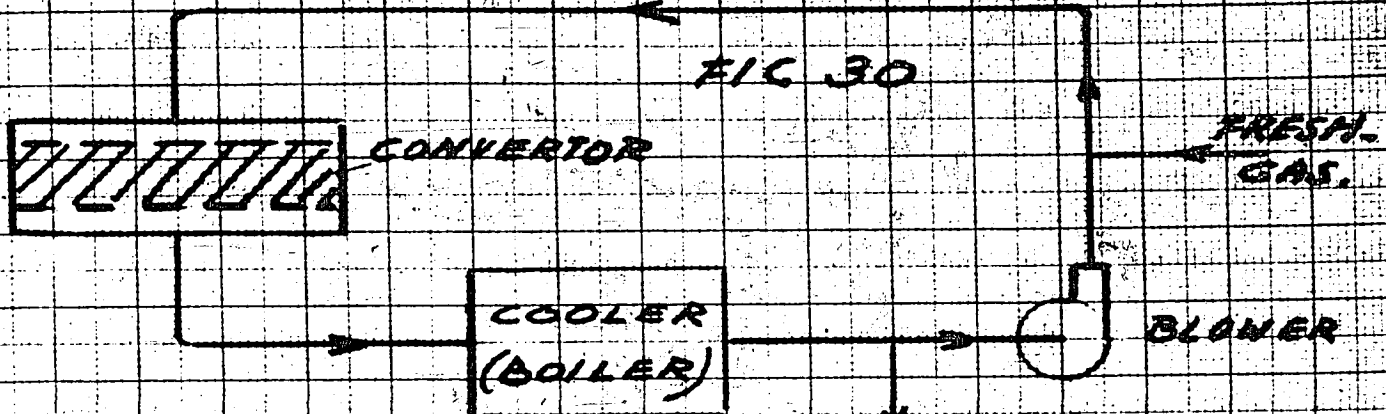 FIG 30
CONVERTOR
FRESH-
GAS.
COOLER
(BOILER)
BLOWER